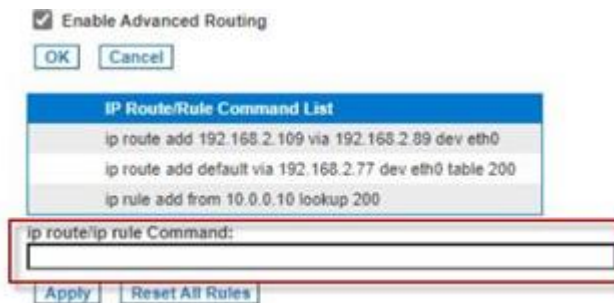 Enable Advanced Routing
OK Cancel
IP Route/Rule Command List
ip route add 192.168.2.109 via 192.168.2.89 dev eth0
ip route add default via 192.168.2.77 dev eth0 table 200
ip rule add from 10.0.0.10 lookup 200
ip route/ip rule Command:
Apply Reset All Rules